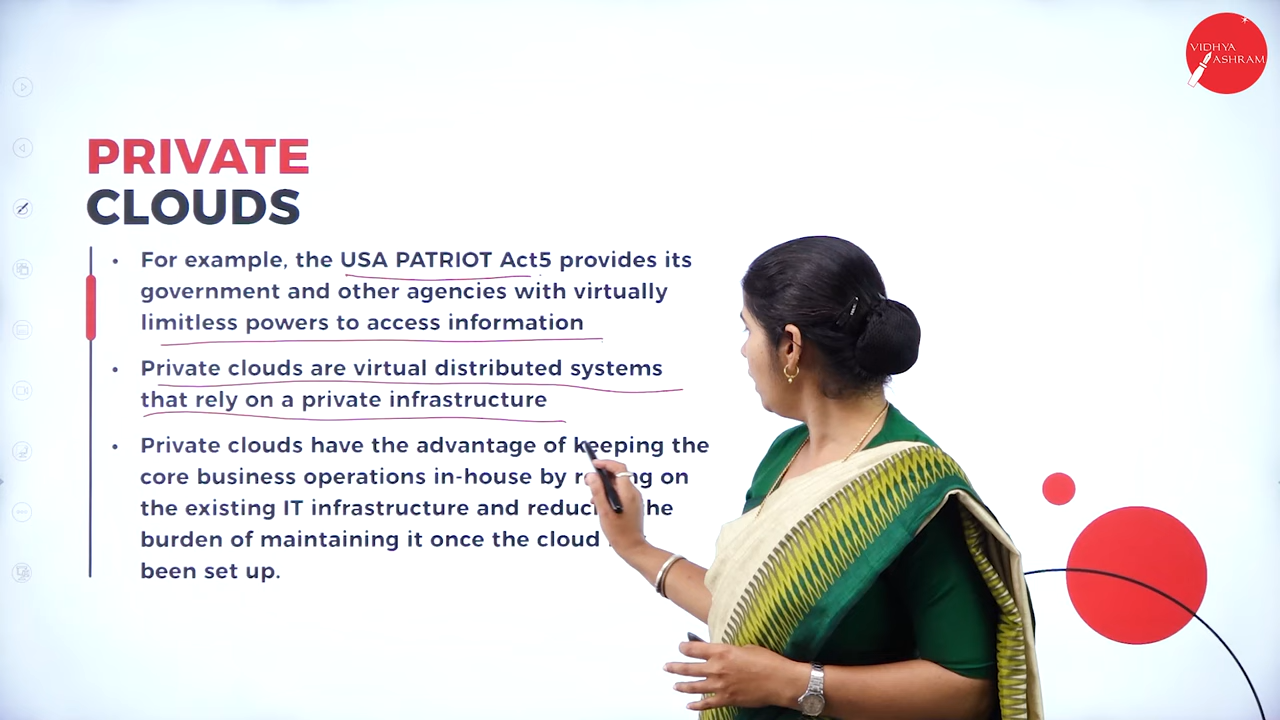 VIDHYA
ASHRAM
PRIVATE
CLOUDS
• For example, the USA PATRIOT Act5 provides its
government and other agencies with virtually
limitless powers to access information
• Private clouds are virtual distributed systems
that rely on a private infrastructure
• Private clouds have the advantage of keeping the
core business operations in-house by on
the existing IT infrastructure and the
burden of maintaining it once the cloud
been set up.